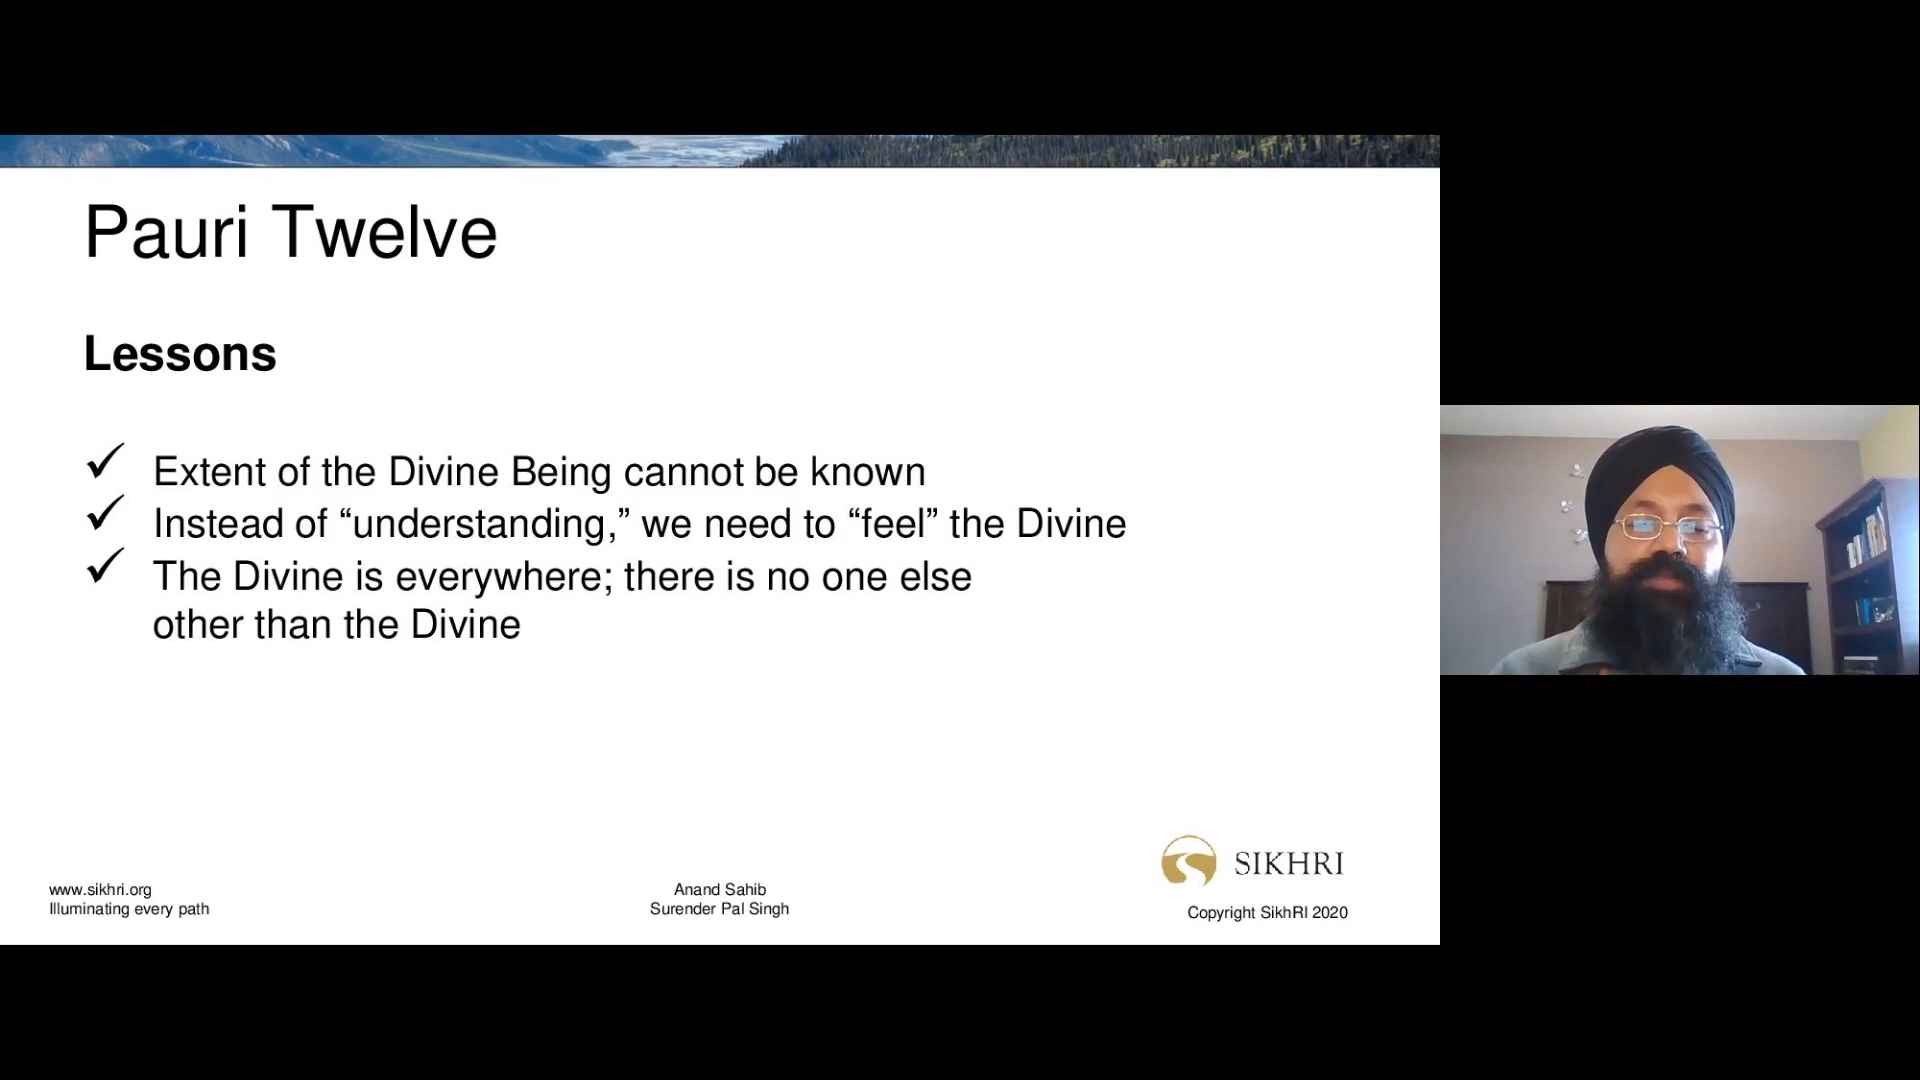 Pauri Twelve
Lessons
✓ Extent of the Divine Being cannot be known
✓ Instead of “understanding,” we need to “feel” the Divine
✓ The Divine is everywhere; there is no one else
other than the Divine
www.sikhri.org
Illuminating every path
Anand Sahib
Surender Pal Singh
SIKHRI
Copyright SikhRI 2020